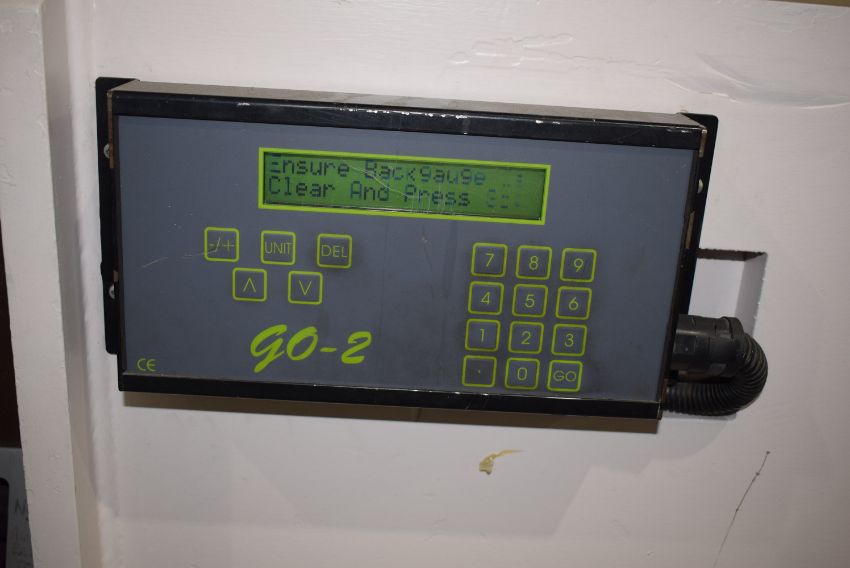 Ensure Backgauge
Clear And Press
-/+ UNIT DEL
7 8 9
∧ ∨
4 5 6
1 2 3
GO-2
. 0 GO
CE